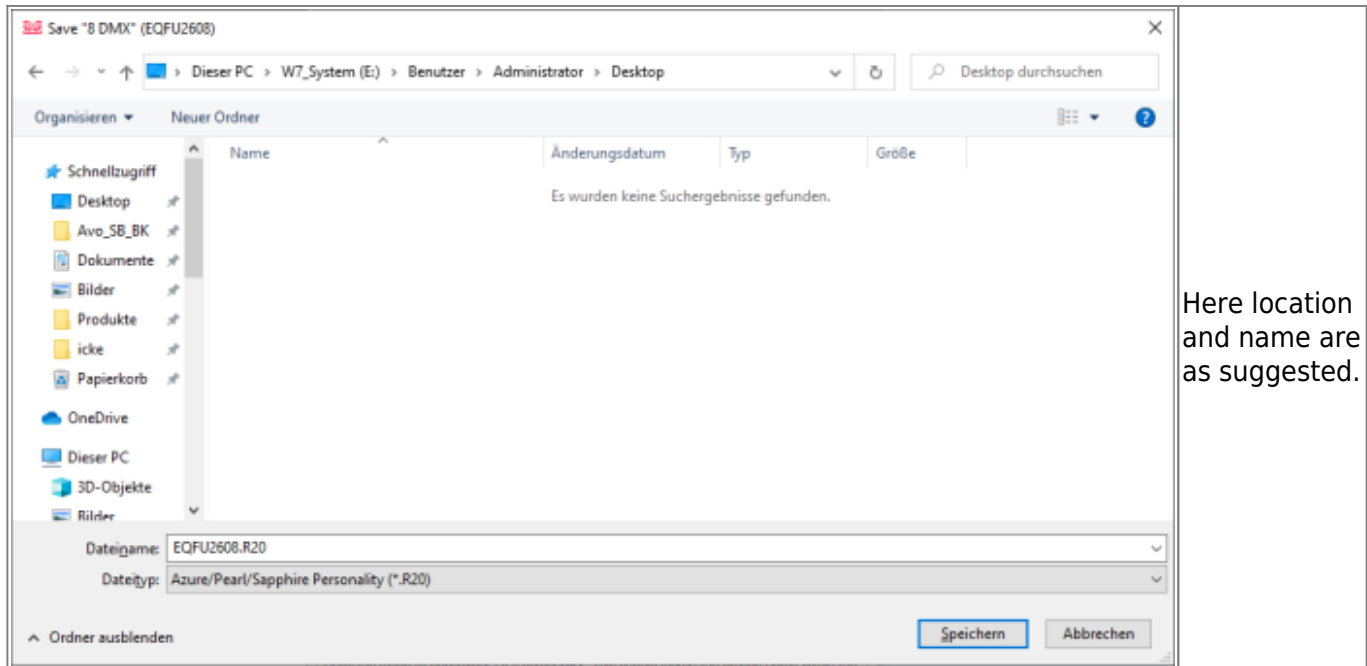 Save "8 DMX" (EQFU2608)
Dieser PC > W7_System (E:) > Benutzer > Administrator > Desktop
Desktop durchsuchen
Organisieren
Neuer Ordner
Name
Änderungsdatum
Typ
Größe
Es wurden keine Suchergebnisse gefunden.
Schnellzugriff
Desktop
Avo_SB_BK
Dokumente
Bilder
Produkte
icke
Papierkorb
OneDrive
Dieser PC
3D-Objekte
Bilder
Dateiname: EQFU2608.R20
Dateityp: Azure/Pearl/Sapphire Personality (*.R20)
Ordner ausblenden
Speichern
Abbrechen
Here location
and name are
as suggested.